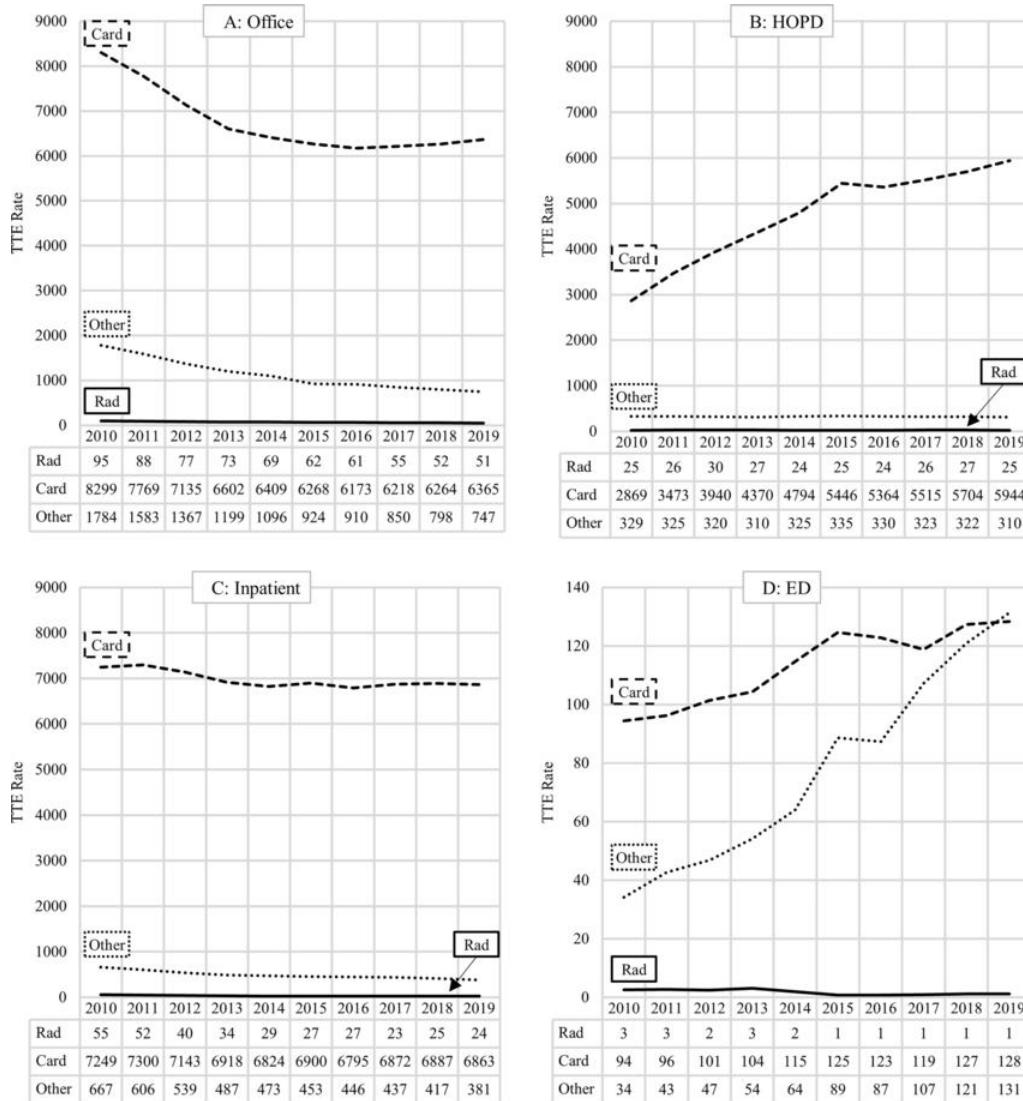 A: Office
9000
Card
8000
7000
6000
5000
4000
3000
2000
1000
0
TTE Rate
Other
Rad
2010 2011 2012 2013 2014 2015 2016 2017 2018 2019
Rad 95 88 77 73 69 62 61 55 52 51
Card 8299 7769 7135 6602 6409 6268 6173 6218 6264 6365
Other 1784 1583 1367 1199 1096 924 910 850 798 747
B: HOPD
9000
8000
7000
6000
5000
4000
3000
2000
1000
0
TTE Rate
Card
Other
Rad
2010 2011 2012 2013 2014 2015 2016 2017 2018 2019
Rad 25 26 30 27 24 25 24 26 27 25
Card 2869 3473 3940 4370 4794 5446 5364 5515 5704 5944
Other 329 325 320 310 325 335 330 323 322 310
C: Inpatient
9000
8000
7000
6000
5000
4000
3000
2000
1000
0
TTE Rate
Card
Other
Rad
2010 2011 2012 2013 2014 2015 2016 2017 2018 2019
Rad 55 52 40 34 29 27 27 23 25 24
Card 7249 7300 7143 6918 6824 6900 6795 6872 6887 6863
Other 667 606 539 487 473 453 446 437 417 381
D: ED
140
120
100
80
60
40
20
0
TTE Rate
Card
Other
Rad
2010 2011 2012 2013 2014 2015 2016 2017 2018 2019
Rad 3 3 2 3 2 1 1 1 1 1
Card 94 96 101 104 115 125 123 119 127 128
Other 34 43 47 54 64 89 87 107 121 131